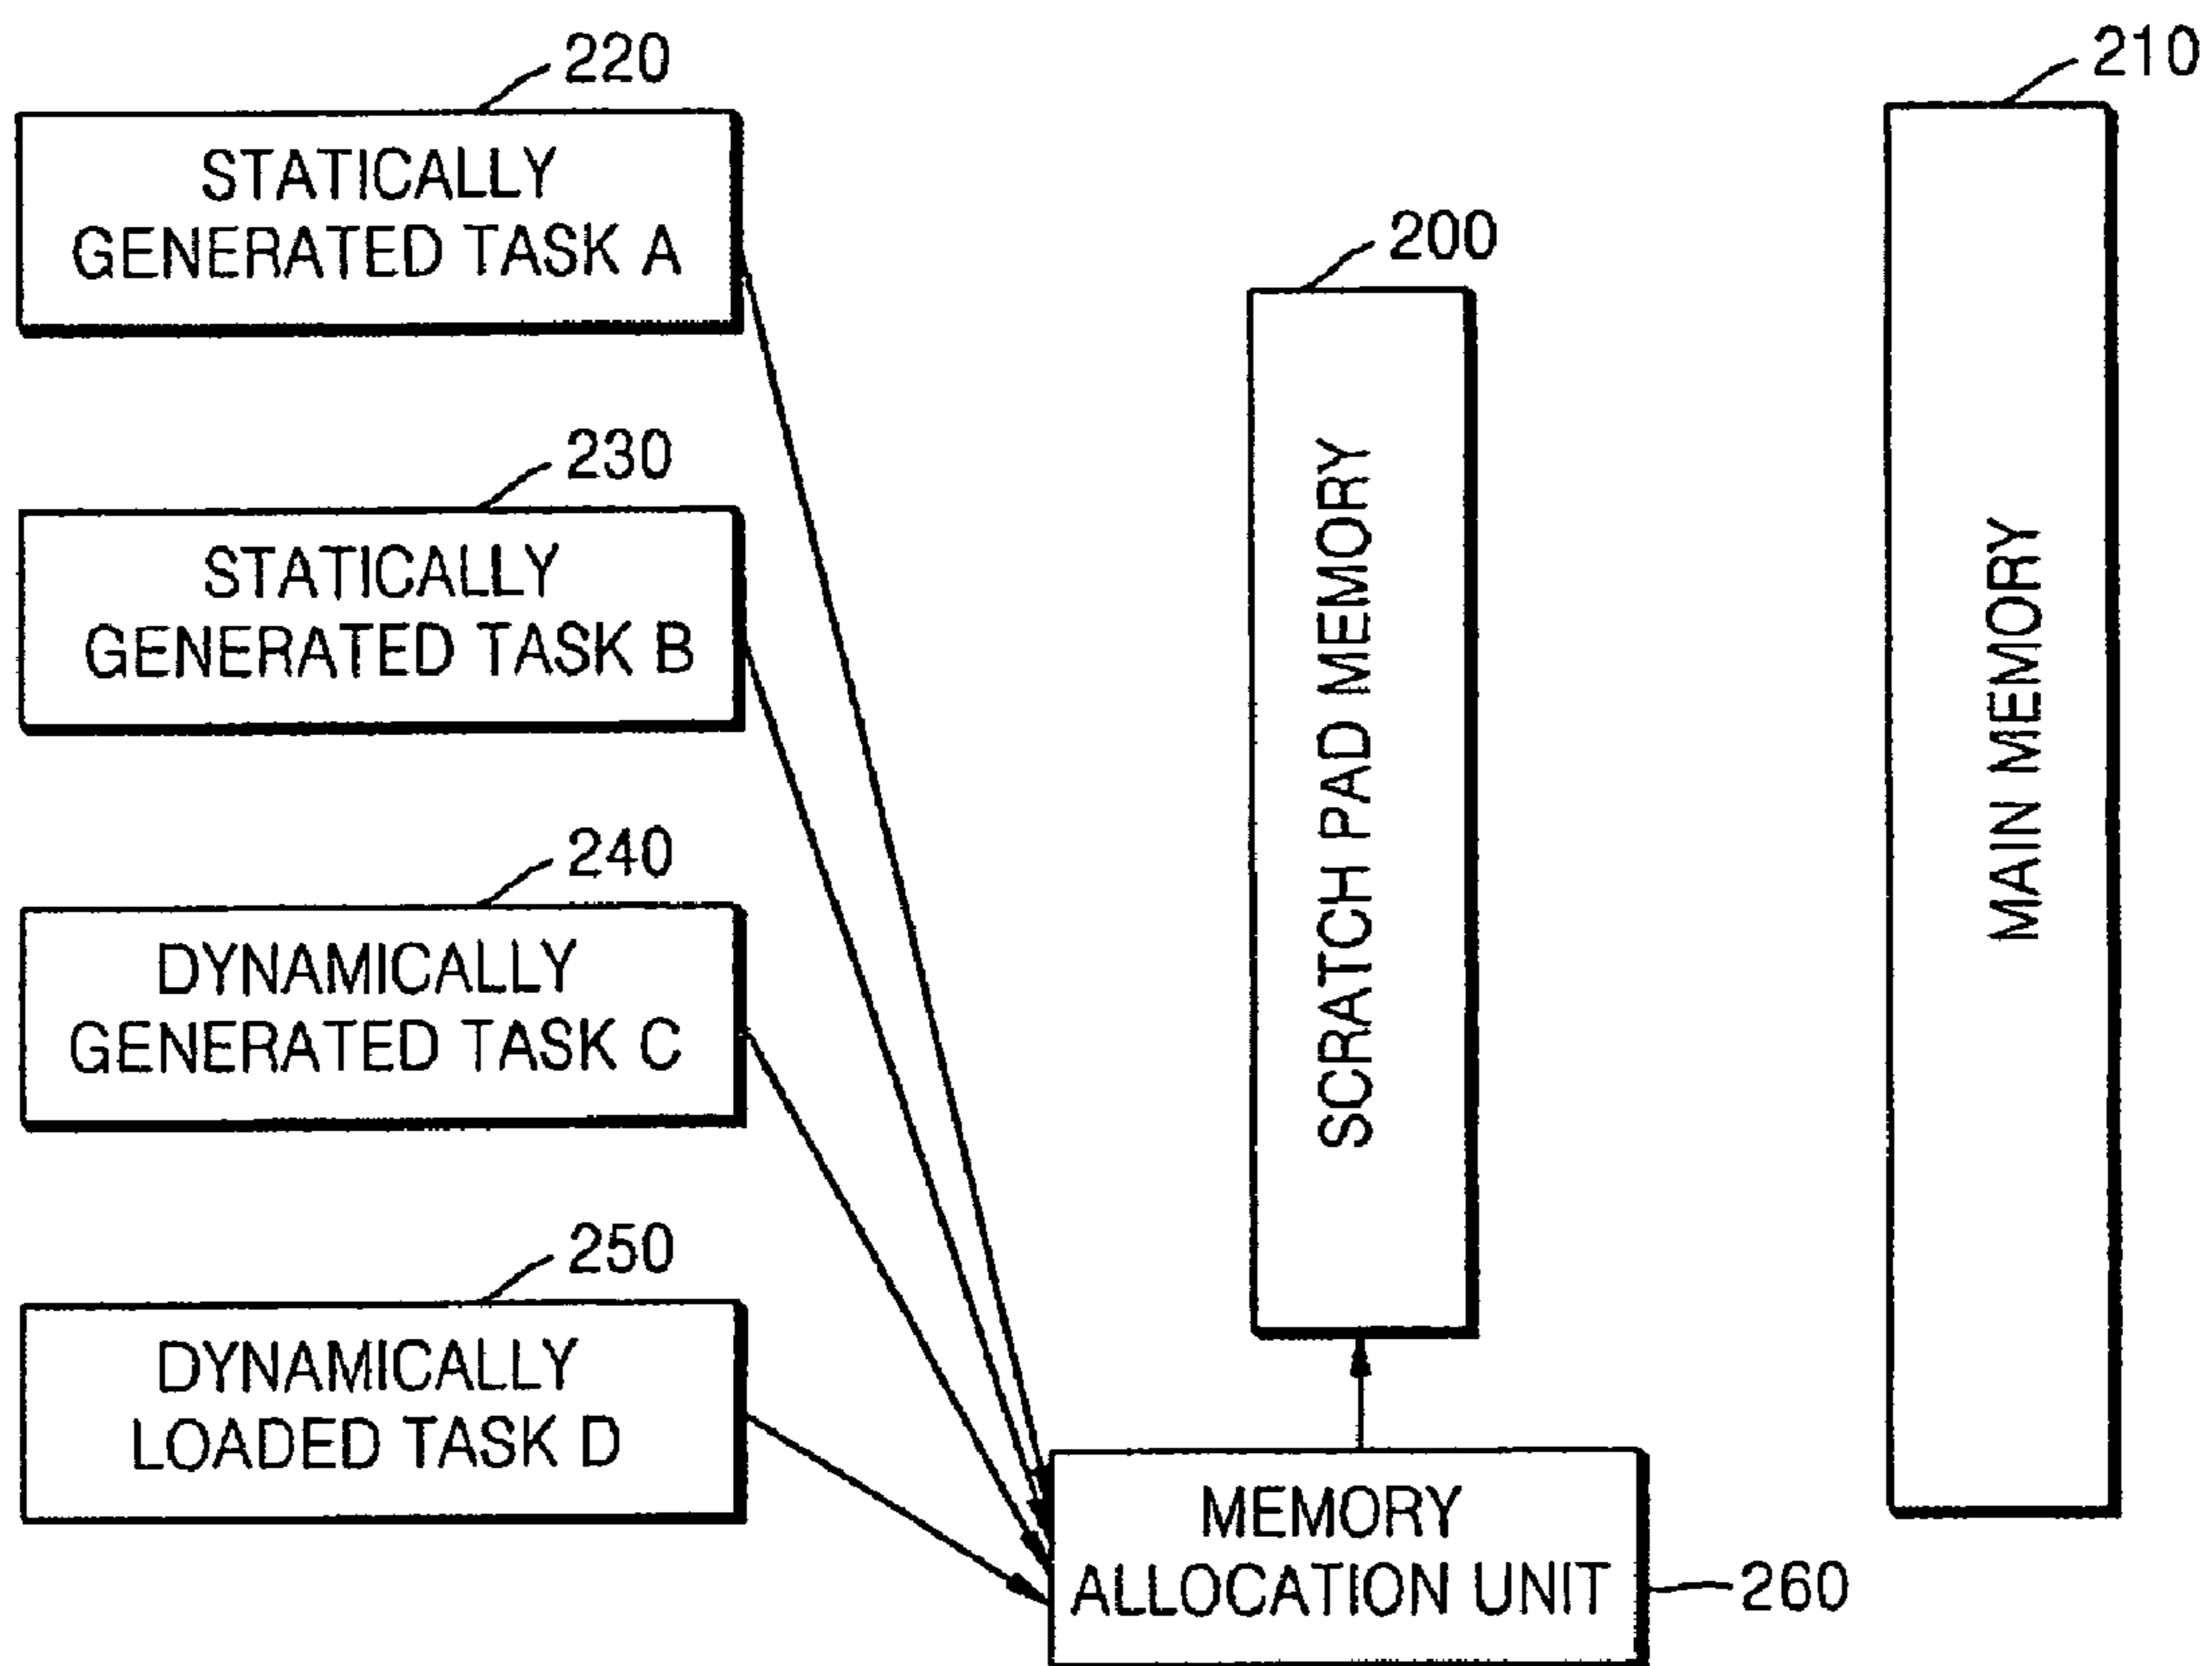 220
STATICALLY
GENERATED TASK A
230
STATICALLY
GENERATED TASK B
240
DYNAMICALLY
GENERATED TASK C
250
DYNAMICALLY
LOADED TASK D
200
SCRATCH PAD MEMORY
210
MAIN MEMORY
MEMORY
ALLOCATION UNIT
260